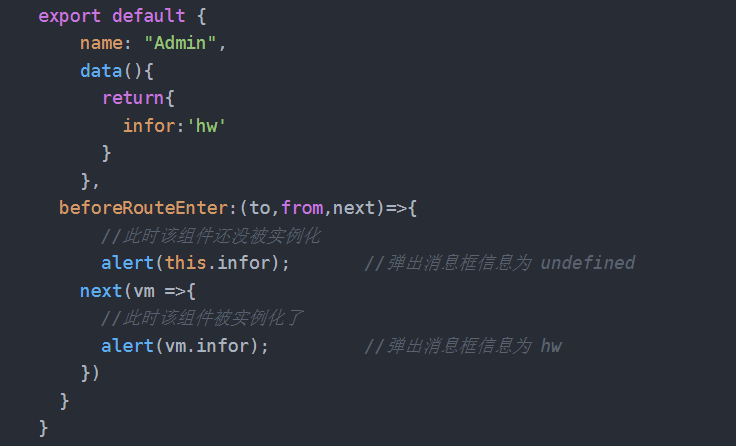 export default {
name: "Admin",
data(){
return{
infor:'hw'
}
},
beforeRouteEnter:(to,from,next)=>{
//此时该组件还没被实例化
alert(this.infor); //弹出消息框信息为 undefined
next(vm =>{
//此时该组件被实例化了
alert(vm.infor); //弹出消息框信息为 hw
})
}
}